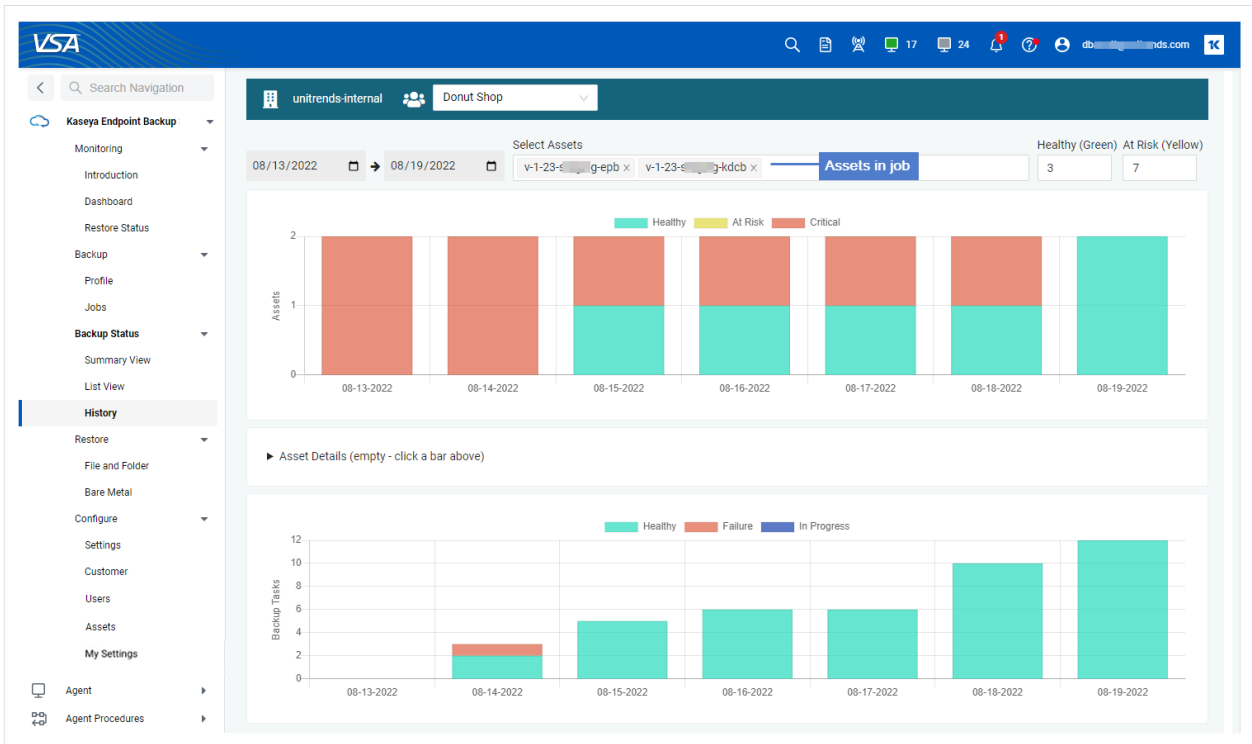 VSA
17
24
1
Search Navigation
Kaseya Endpoint Backup
Monitoring
Introduction
Dashboard
Restore Status
Backup
Profile
Jobs
Backup Status
Summary View
List View
History
Restore
File and Folder
Bare Metal
Configure
Settings
Customer
Users
Assets
My Settings
Agent
Agent Procedures
unitrends-internal
Donut Shop
Select Assets
Healthy (Green) At Risk (Yellow)
08/13/2022 → 08/19/2022
v-1-23-
g-epb ×
v-1-23-
g-kdcb ×
Assets in job
3
7
Healthy
At Risk
Critical
Assets
2
1
0
08-13-2022
08-14-2022
08-15-2022
08-16-2022
08-17-2022
08-18-2022
08-19-2022
Asset Details (empty - click a bar above)
Healthy
Failure
In Progress
Backup Tasks
12
10
8
6
4
2
0
08-13-2022
08-14-2022
08-15-2022
08-16-2022
08-17-2022
08-18-2022
08-19-2022